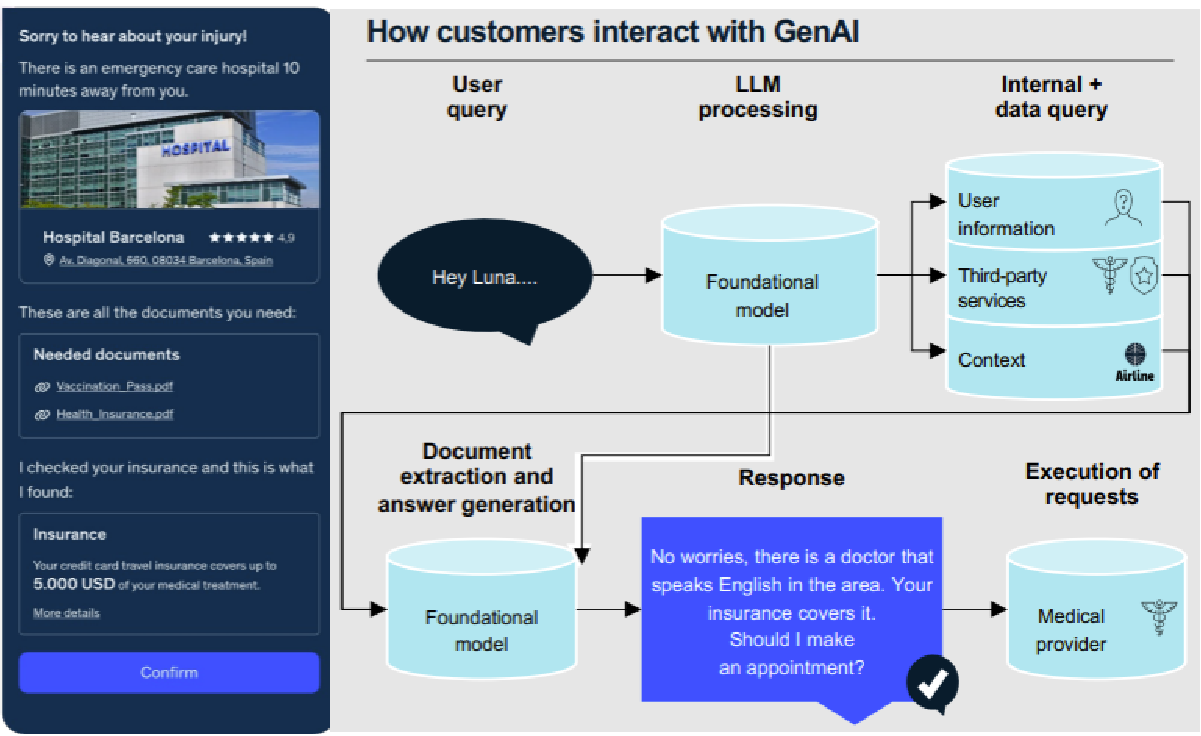 Sorry to hear about your injury!
There is an emergency care hospital 10
minutes away from you.
HOSPITAL
Hospital Barcelona ★★★★★ 4,9
Av. Diagonal, 660, 08034 Barcelona, Spain
These are all the documents you need:
Needed documents
Vaccination_Pass.pdf
Health_Insurance.pdf
I checked your insurance and this is what
I found:
Insurance
Your credit card travel insurance covers up to
5.000 USD of your medical treatment.
More details
Confirm
How customers interact with GenAI
User
query
LLM
processing
Internal +
data query
Hey Luna....
Foundational
model
User
information
Third-party
services
Context
Airline
Document
extraction and
answer generation
Foundational
model
Response
No worries, there is a doctor that
speaks English in the area. Your
insurance covers it.
Should I make
an appointment?
Execution of
requests
Medical
provider